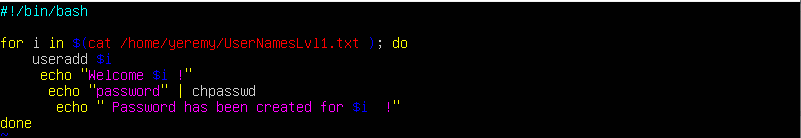 #!/bin/bash
for i in $(cat /home/yeremy/UserNamesLvl1.txt ); do
useradd $i
echo "Welcome $i !"
echo "password" | chpasswd
echo " Password has been created for $i  !"
done
~